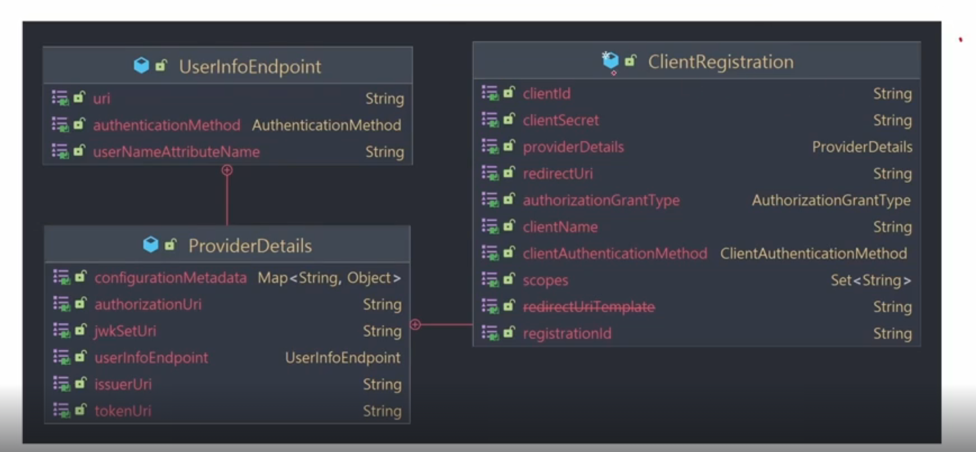 UserInfoEndpoint
uri String
authenticationMethod AuthenticationMethod
userNameAttributeName String
ProviderDetails
configurationMetadata Map<String, Object>
authorizationUri String
jwkSetUri String
userInfoEndpoint UserInfoEndpoint
issuerUri String
tokenUri String
ClientRegistration
clientId String
clientSecret String
providerDetails ProviderDetails
redirectUri String
authorizationGrantType AuthorizationGrantType
clientName String
clientAuthenticationMethod ClientAuthenticationMethod
scopes Set<String>
redirectUriTemplate String
registrationId String